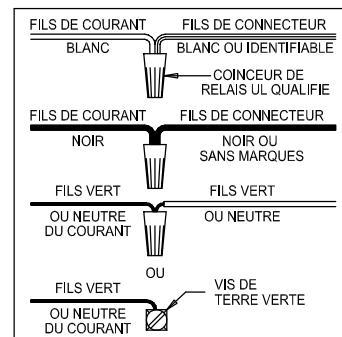 FILS DE COURANT FILS DE CONNECTEUR
BLANC BLANC OU IDENTIFIABLE
COINCEUR DE
RELAIS UL QUALIFIE
FILS DE COURANT FILS DE CONNECTEUR
NOIR NOIR OU
SANS MARQUES
FILS VERT FILS VERT
OU NEUTRE OU NEUTRE
DU COURANT
OU
FILS VERT VIS DE
TERRE VERTE
OU NEUTRE
DU COURANT